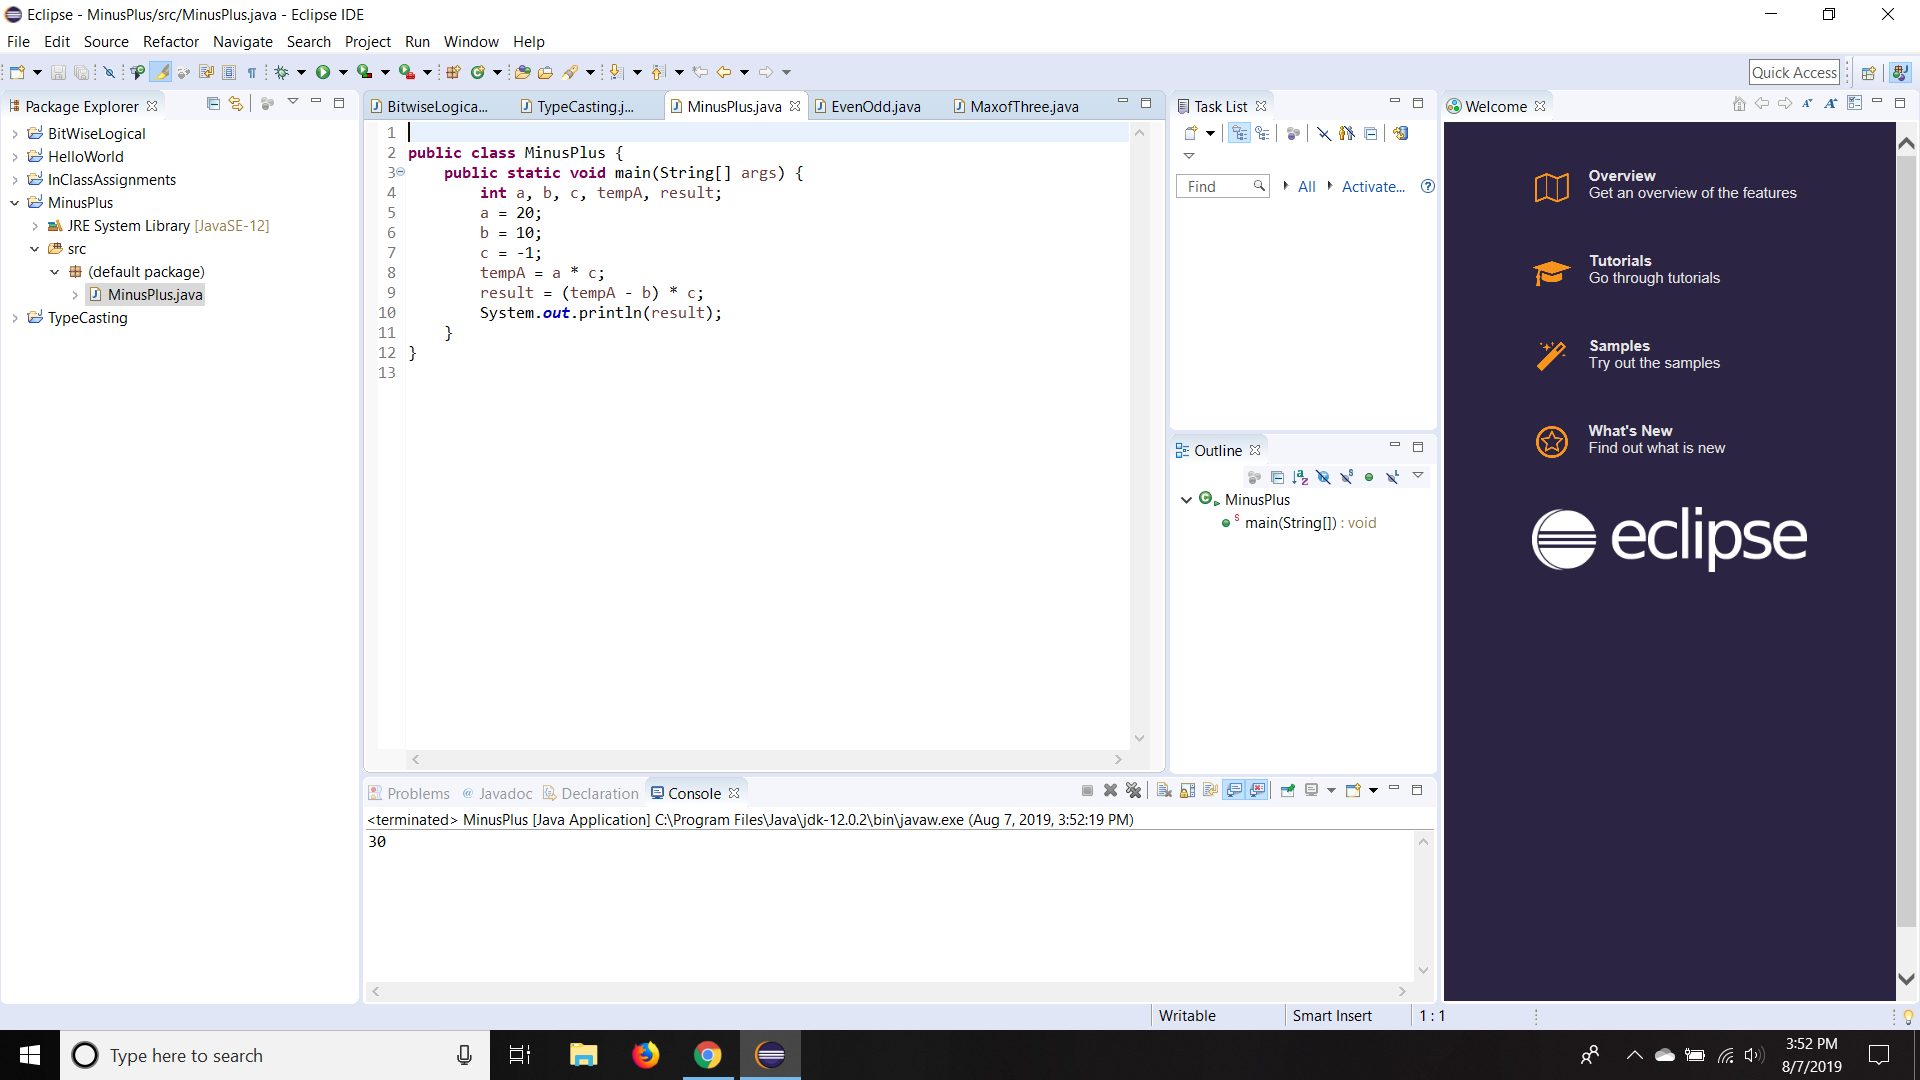 Eclipse - MinusPlus/src/MinusPlus.java - Eclipse IDE
File Edit Source Refactor Navigate Search Project Run Window Help
Quick Access
Package Explorer
BitWiseLogical
HelloWorld
InClassAssignments
MinusPlus
JRE System Library [JavaSE-12]
src
(default package)
MinusPlus.java
TypeCasting
BitwiseLogica... TypeCasting.j... MinusPlus.java EvenOdd.java MaxofThree.java
1
2 public class MinusPlus {
3 public static void main(String[] args) {
4 int a, b, c, tempA, result;
5 a = 20;
6 b = 10;
7 c = -1;
8 tempA = a * c;
9 result = (tempA - b) * c;
10 System.out.println(result);
11 }
12 }
13
Task List
Find All Activate...
Outline
MinusPlus
main(String[]) : void
Welcome
Overview
Get an overview of the features
Tutorials
Go through tutorials
Samples
Try out the samples
What's New
Find out what is new
eclipse
Problems @ Javadoc Declaration Console
<terminated> MinusPlus [Java Application] C:\Program Files\Java\jdk-12.0.2\bin\javaw.exe (Aug 7, 2019, 3:52:19 PM)
30
Writable Smart Insert 1 : 1
Type here to search
3:52 PM
8/7/2019